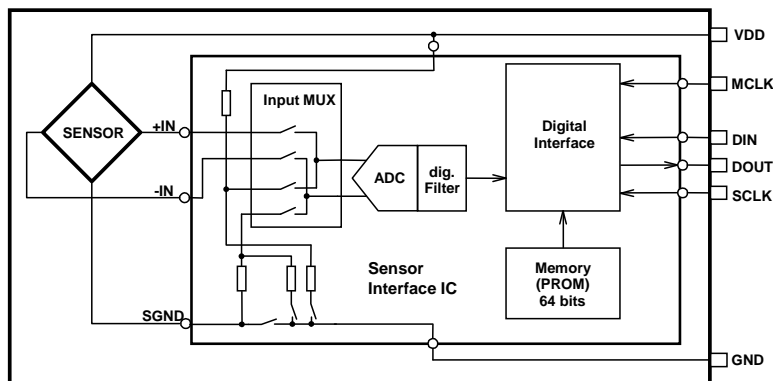 VDD
MCLK
Input MUX
+IN
SENSOR
Digital
Interface
DIN
DOUT
ADC
dig.
Filter
-IN
SCLK
Sensor
Interface IC
Memory
(PROM)
64 bits
SGND
GND